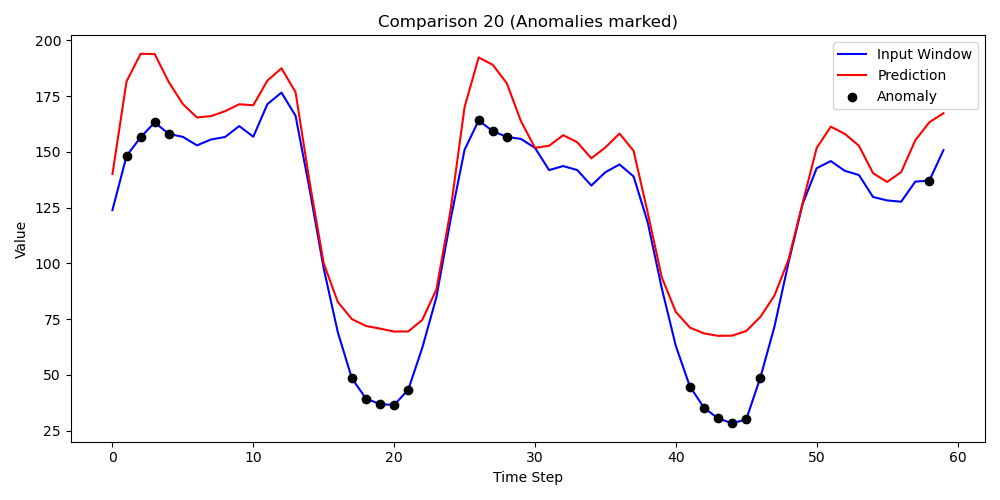 Comparison 20 (Anomalies marked)
Input Window
Prediction
Anomaly
Value
200
175
150
125
100
75
50
25
0 10 20 30 40 50 60
Time Step